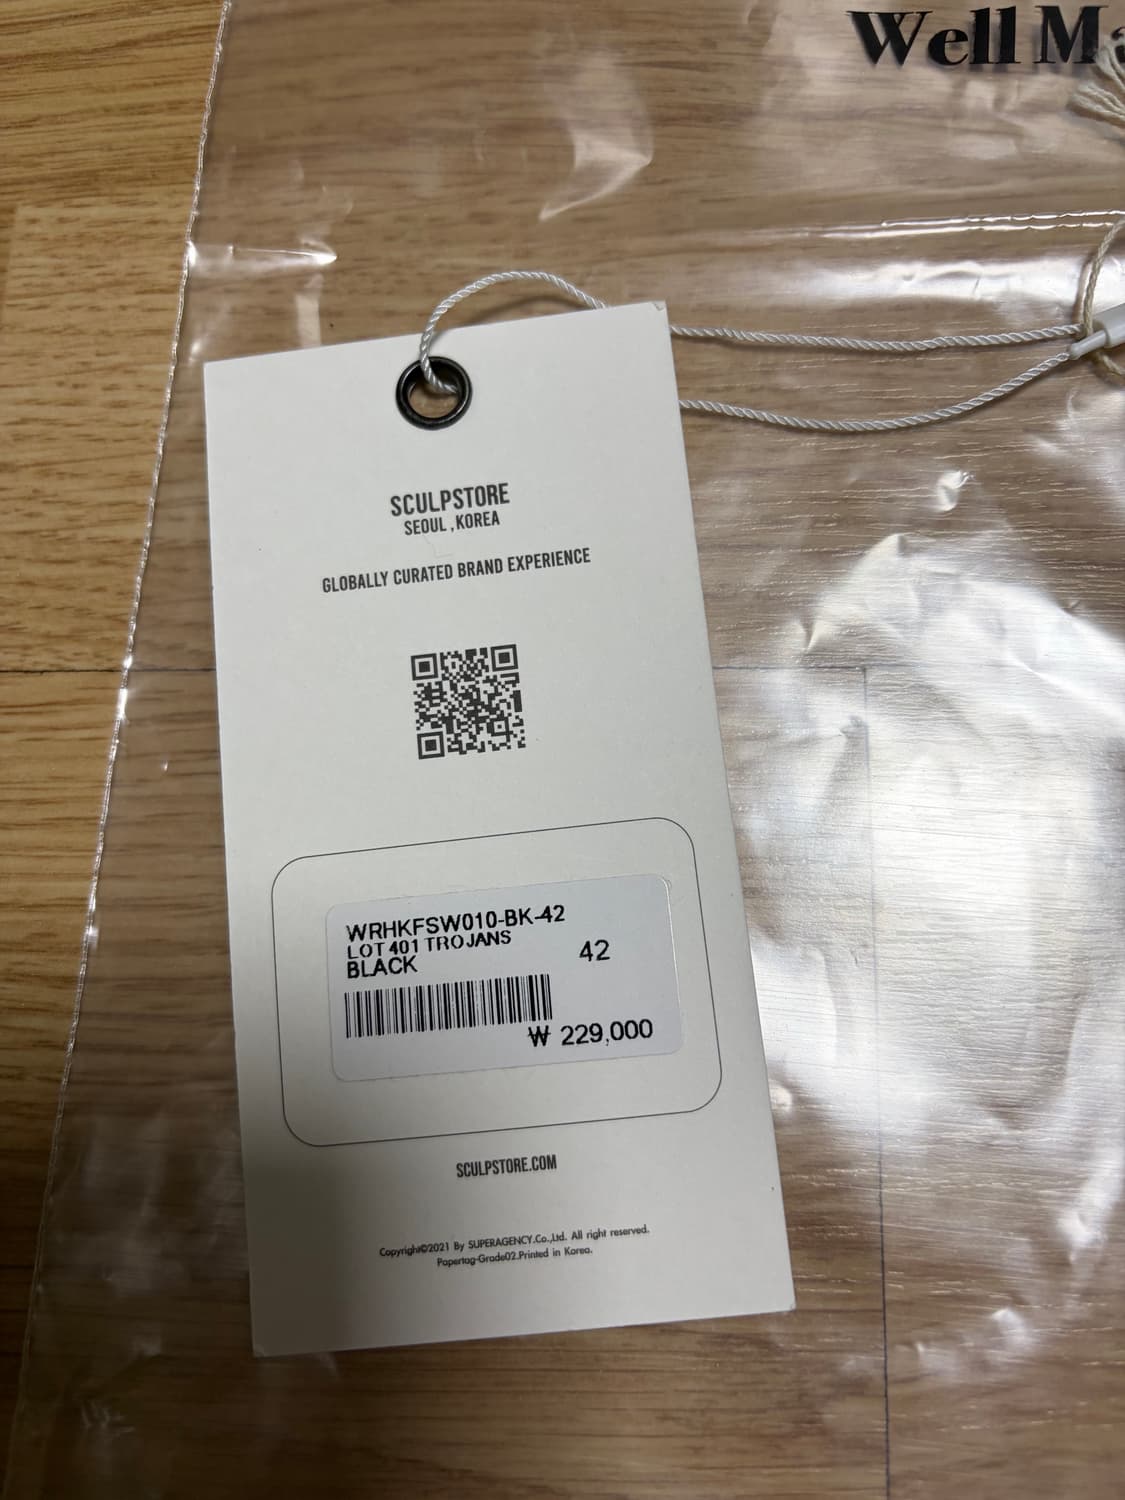 Well
SCULPSTORE
SEOUL , KOREA
GLOBALLY CURATED BRAND EXPERIENCE
WRHKFSW010-BK-42
LOT 401 TROJANS
BLACK
42
₩ 229,000
SCULPSTORE.COM
Copyright©2021 By SUPERAGENCY.Co.,Ltd. All right reserved.
Papertag-Grade02.Printed in Korea.